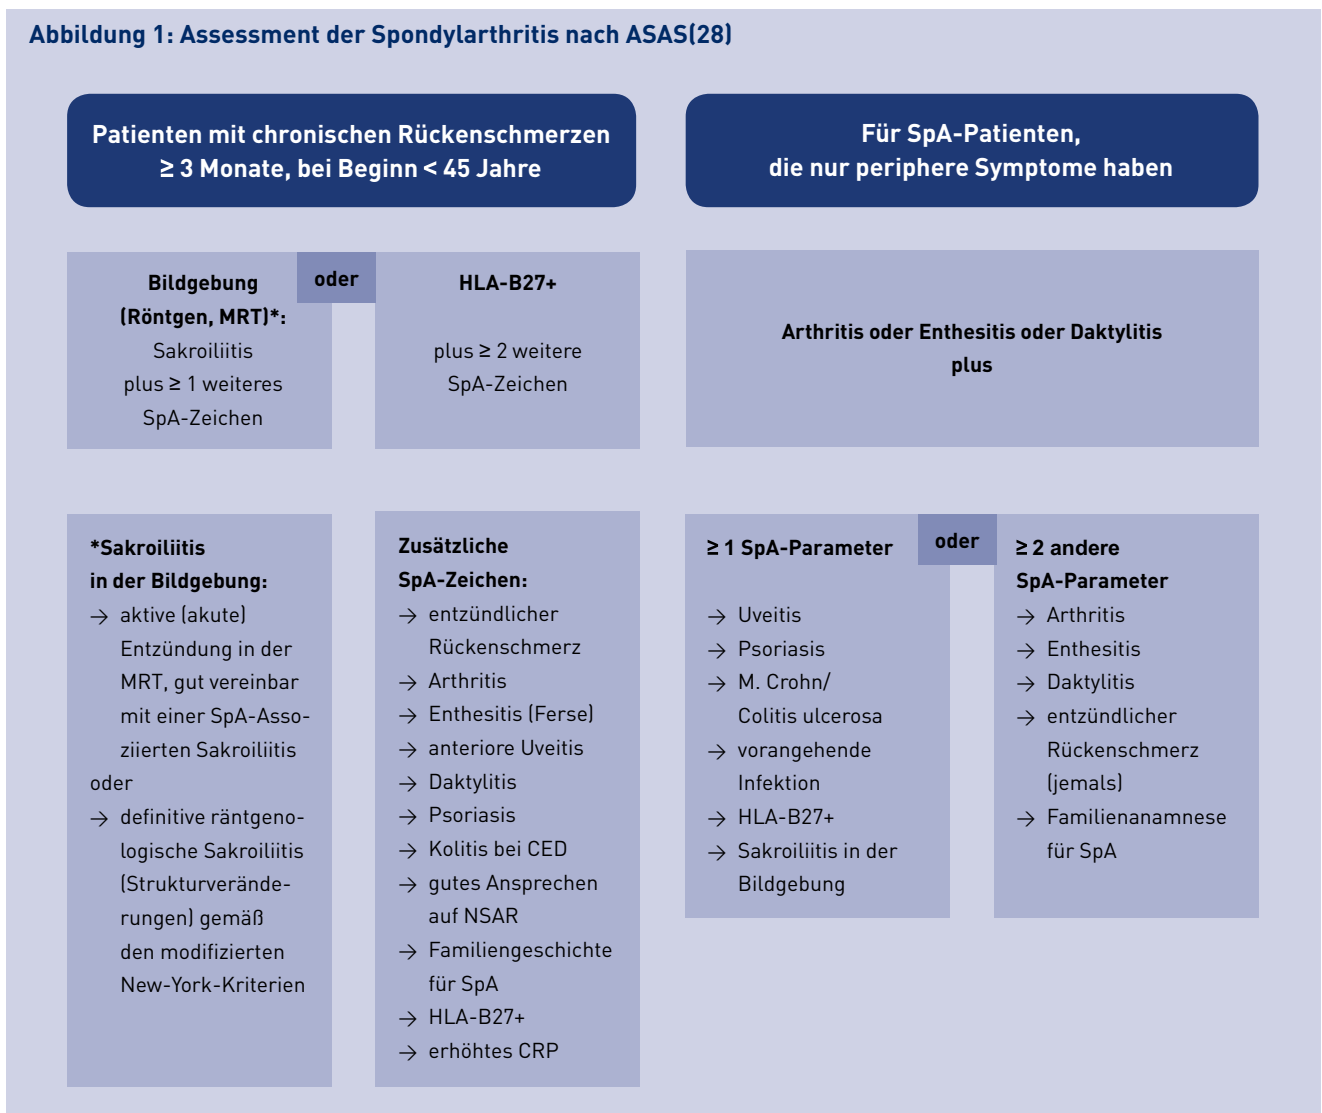 Abbildung 1: Assessment der Spondylarthritis nach ASAS(28)
Patienten mit chronischen Rückenschmerzen
≥ 3 Monate, bei Beginn < 45 Jahre
Für SpA-Patienten,
die nur periphere Symptome haben
Bildgebung
(Röntgen, MRT)*:
Sakroiliitis
plus ≥ 1 weiteres
SpA-Zeichen
oder
HLA-B27+
plus ≥ 2 weitere
SpA-Zeichen
Arthritis oder Enthesitis oder Daktylitis
plus
*Sakroiliitis
in der Bildgebung:
→ aktive (akute)
Entzündung in der
MRT, gut vereinbar
mit einer SpA-Asso-
ziierten Sakroiliitis
oder
→ definitive räntgeno-
logische Sakroiliitis
(Strukturverände-
rungen) gemäß
den modifizierten
New-York-Kriterien
Zusätzliche
SpA-Zeichen:
→ entzündlicher
Rückenschmerz
→ Arthritis
→ Enthesitis (Ferse)
→ anteriore Uveitis
→ Daktylitis
→ Psoriasis
→ Kolitis bei CED
→ gutes Ansprechen
auf NSAR
→ Familiengeschichte
für SpA
→ HLA-B27+
→ erhöhtes CRP
≥ 1 SpA-Parameter
→ Uveitis
→ Psoriasis
→ M. Crohn/
Colitis ulcerosa
→ vorangehende
Infektion
→ HLA-B27+
→ Sakroiliitis in der
Bildgebung
oder
≥ 2 andere
SpA-Parameter
→ Arthritis
→ Enthesitis
→ Daktylitis
→ entzündlicher
Rückenschmerz
(jemals)
→ Familienanamnese
für SpA